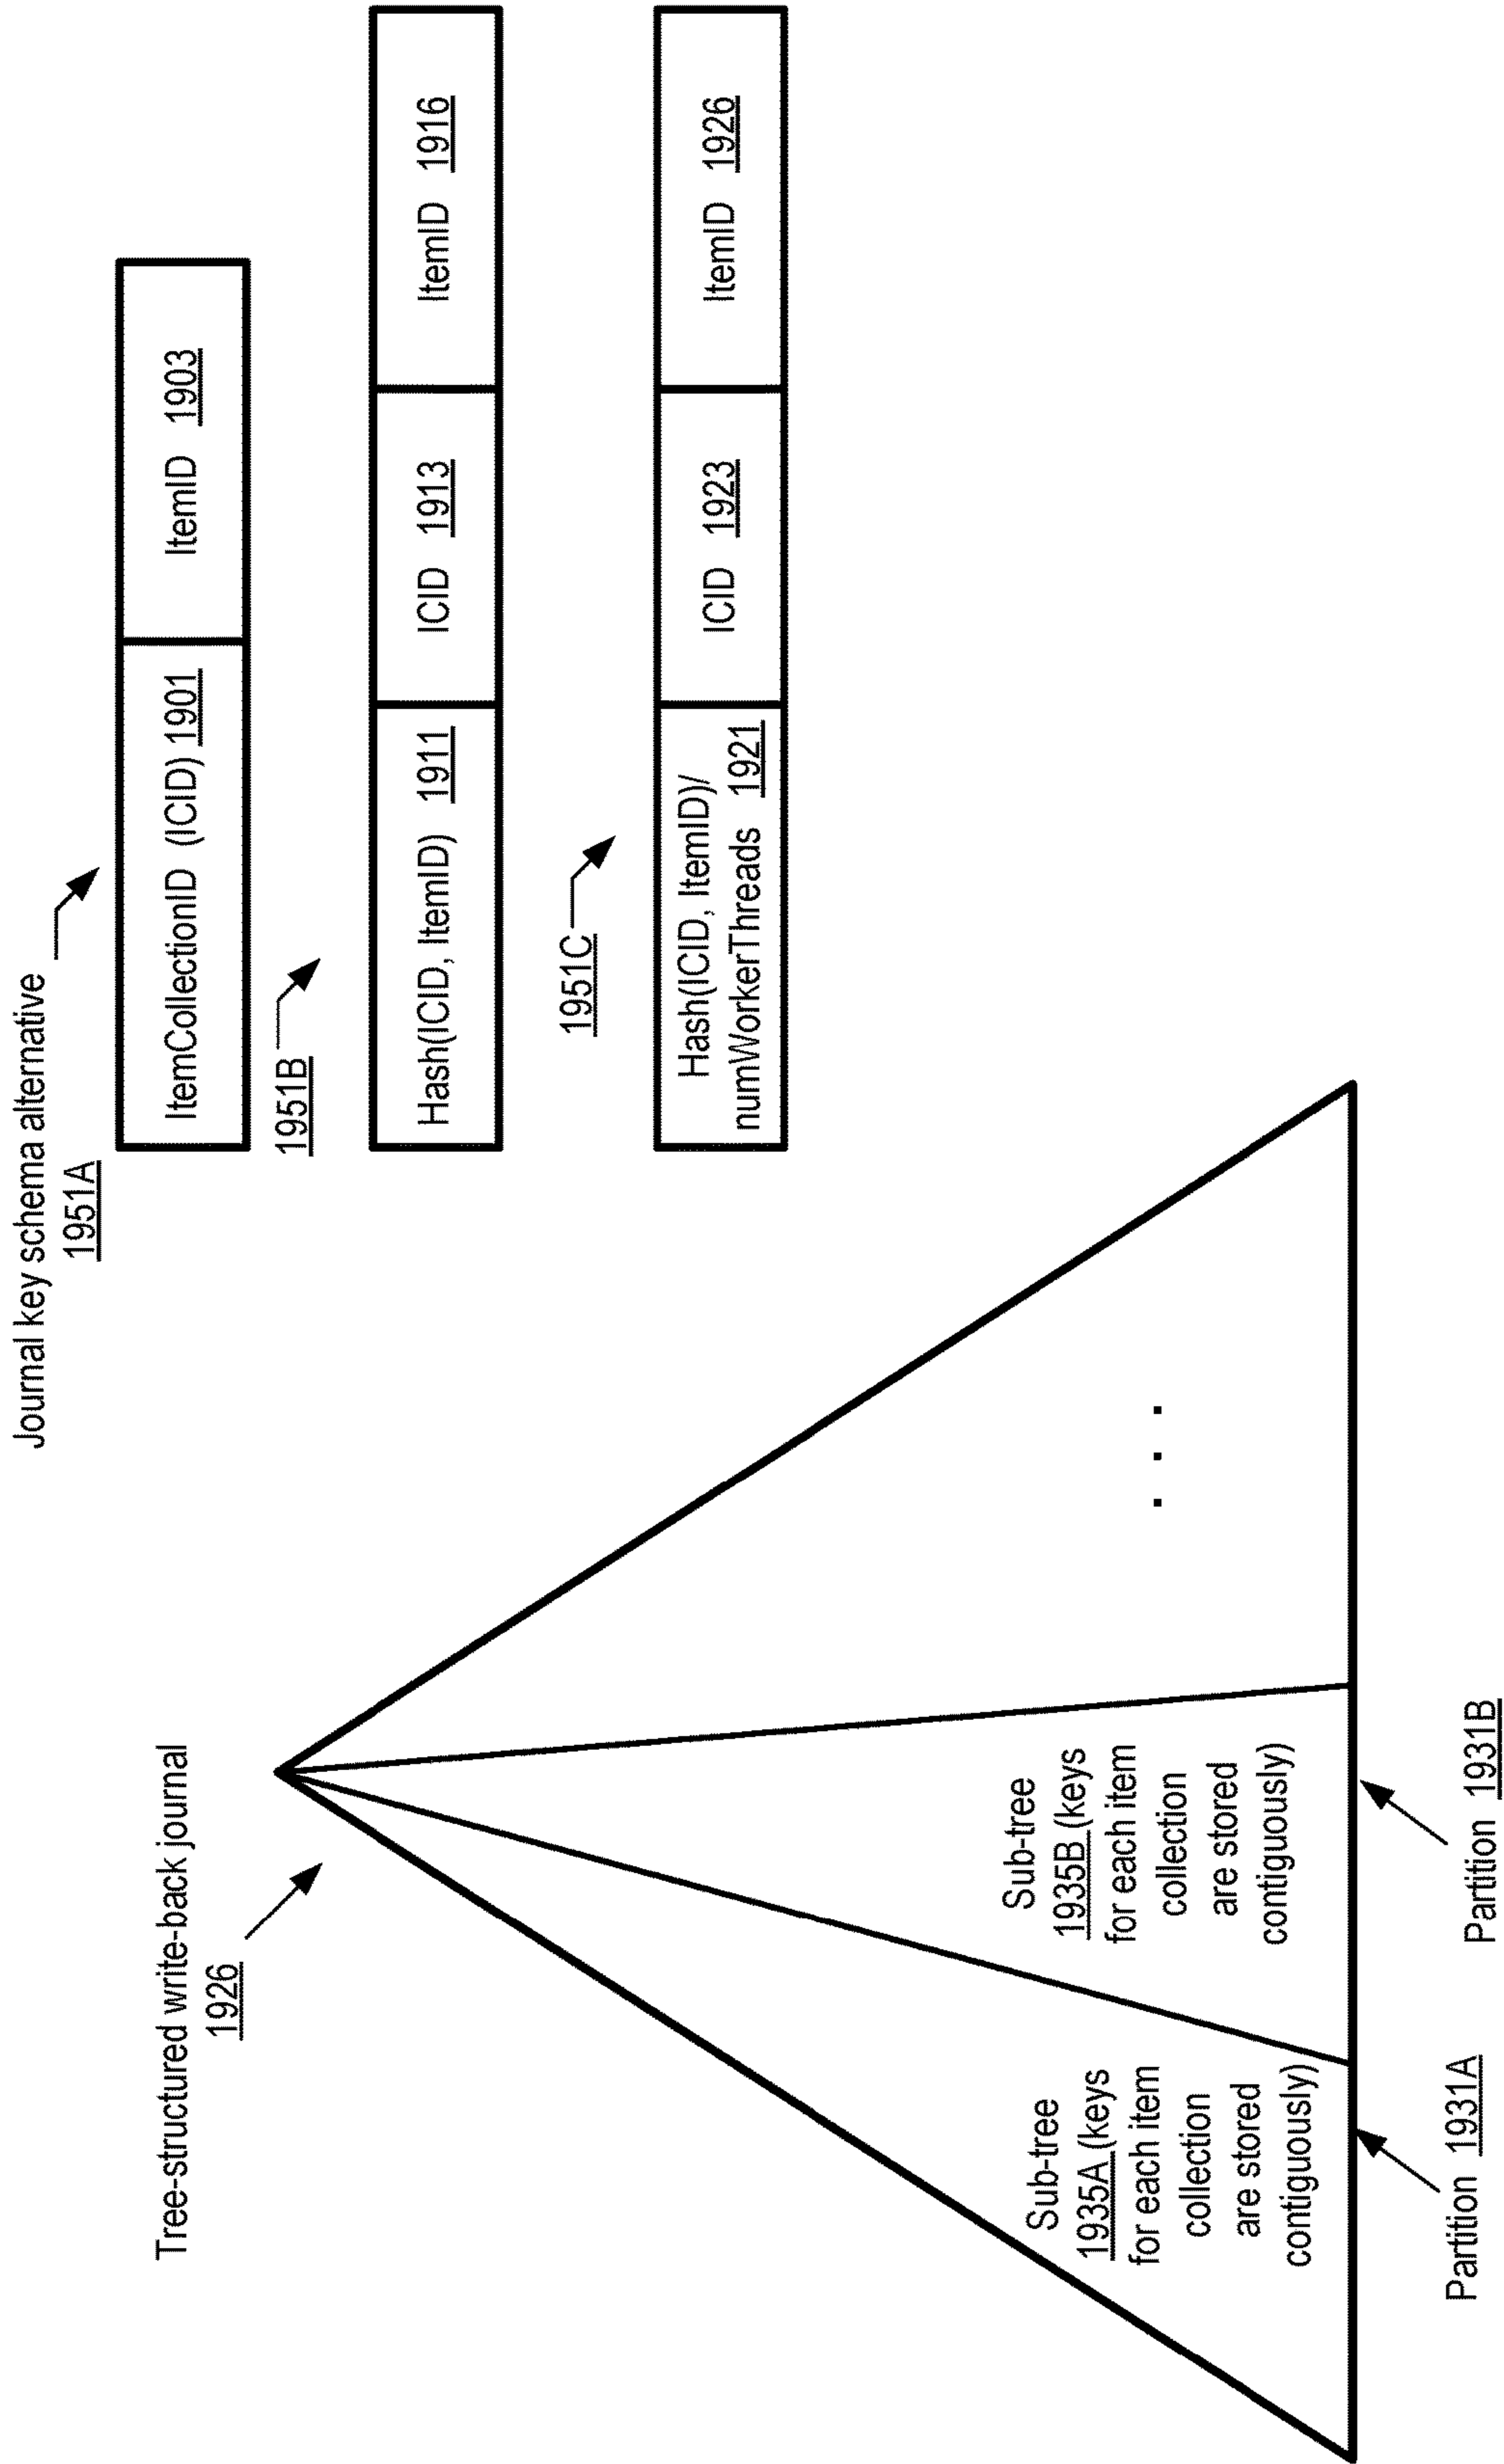 Tree-structured write-back journal
1926
Sub-tree
1935A (keys
for each item
collection
are stored
contiguously)
Sub-tree
1935B (keys
for each item
collection
are stored
contiguously)
. . .
Partition 1931A
Partition 1931B
Journal key schema alternative
1951A
ItemCollectionID (ICID) 1901
ItemID 1903
1951B
Hash(ICID, ItemID) 1911
ICID 1913
ItemID 1916
1951C
Hash(ICID, ItemID)/
numWorkerThreads 1921
ICID 1923
ItemID 1926